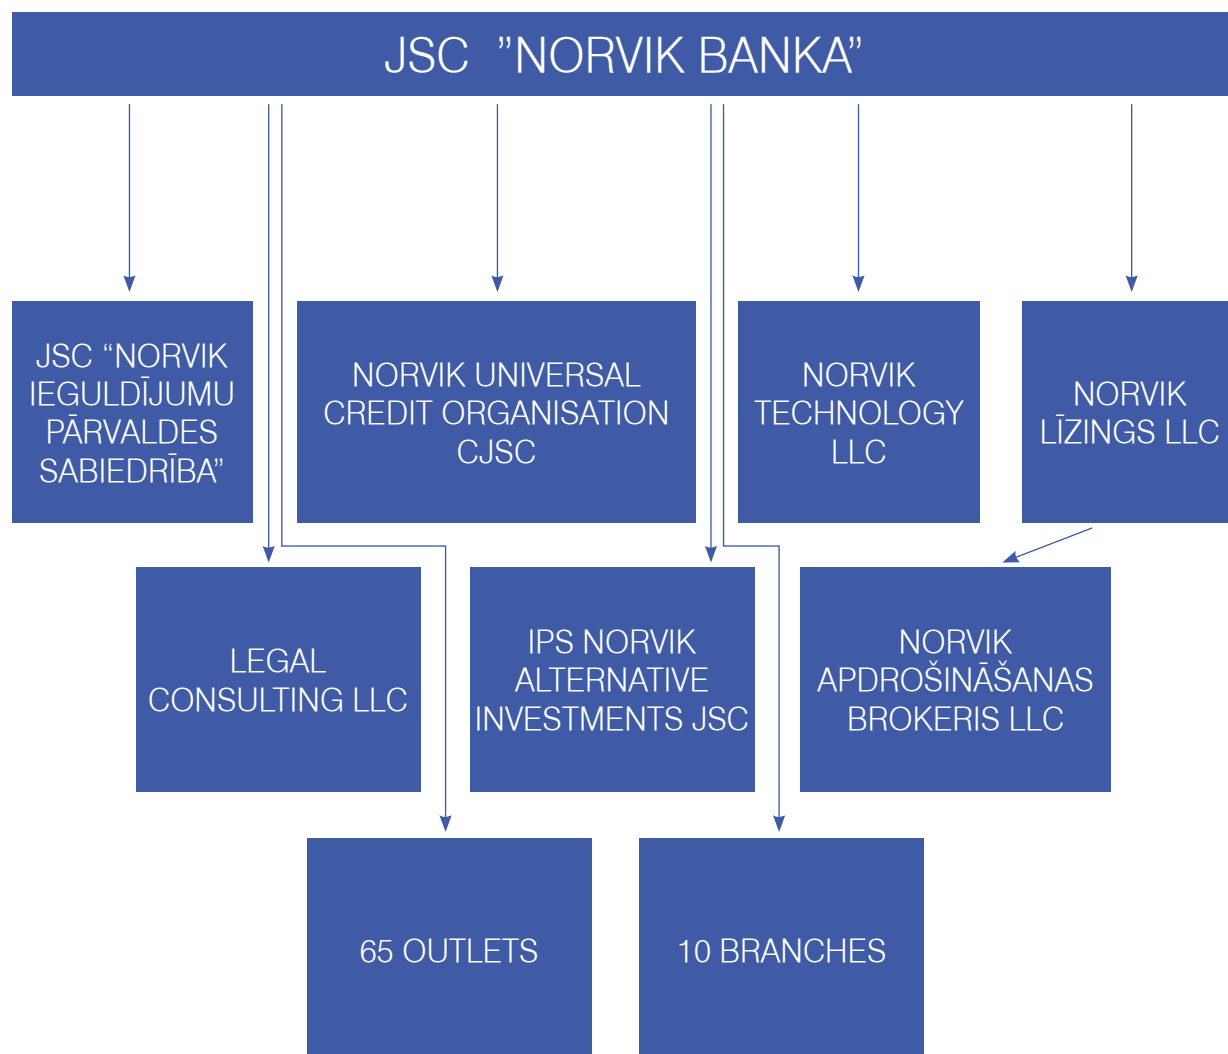 JSC ”NORVIK BANKA”
JSC “NORVIK
IEGULDĪJUMU
PĀRVALDES
SABIEDRĪBA”
NORVIK UNIVERSAL
CREDIT ORGANISATION
CJSC
NORVIK
TECHNOLOGY
LLC
NORVIK
LĪZINGS LLC
LEGAL
CONSULTING LLC
IPS NORVIK
ALTERNATIVE
INVESTMENTS JSC
NORVIK
APDROŠINĀŠANAS
BROKERIS LLC
65 OUTLETS
10 BRANCHES